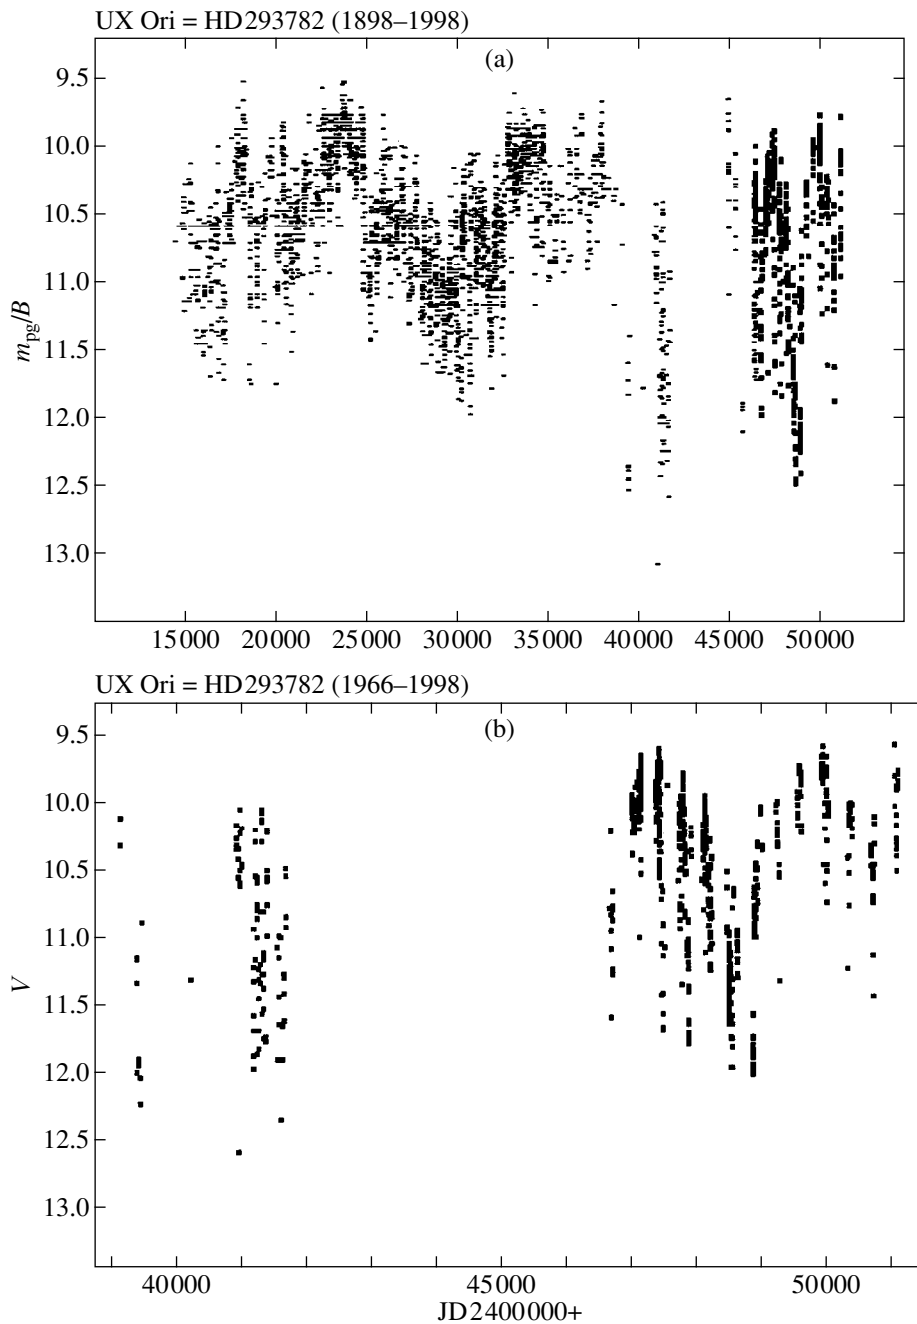 UX Ori = HD293782 (1898–1998)
(a)
9.5
10.0
10.5
11.0
11.5
12.0
12.5
13.0
m_pg/B
15000 20000 25000 30000 35000 40000 45000 50000
UX Ori = HD293782 (1966–1998)
(b)
9.5
10.0
10.5
11.0
11.5
12.0
12.5
13.0
V
40000 45000 50000
JD2400000+